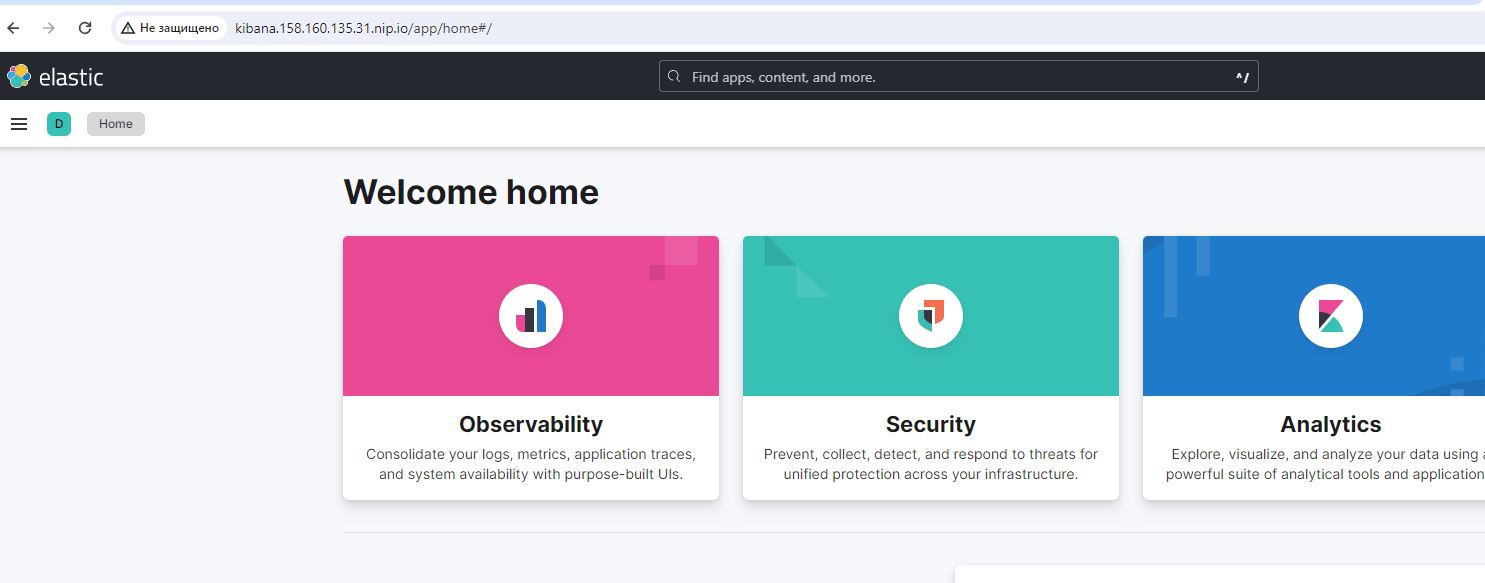 Не защищено
kibana.158.160.135.31.nip.io/app/home#/
elastic
Find apps, content, and more.
^/
D
Home
Welcome home
Observability
Consolidate your logs, metrics, application traces,
and system availability with purpose-built UIs.
Security
Prevent, collect, detect, and respond to threats for
unified protection across your infrastructure.
Analytics
Explore, visualize, and analyze your data using a
powerful suite of analytical tools and application